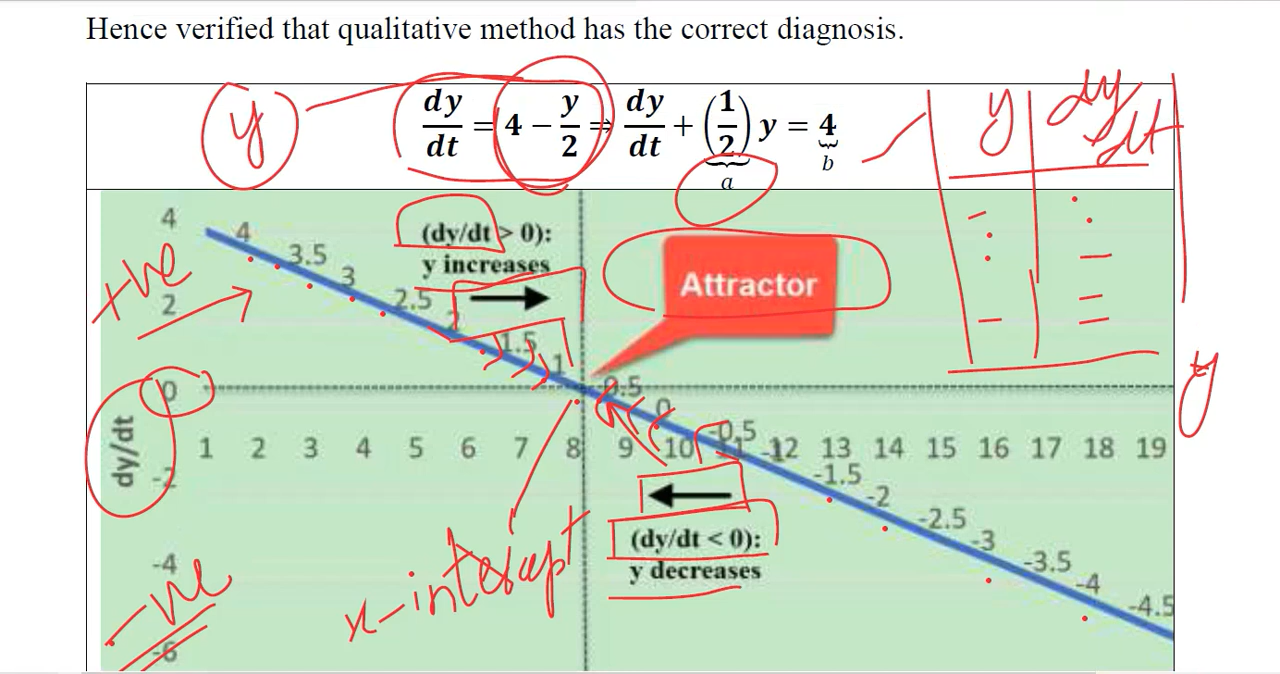 Hence verified that qualitative method has the correct diagnosis.
y
dy/dt = 4 − y/2 ⇒ dy/dt + (1/2) y = 4
a
b
y dy/dt
4
2
0
-2
-4
-6
dy/dt
+ve
-ve
4
3.5
3
2.5
2
1.5
1
0.5
0
-0.5
-1
-1.5
-2
-2.5
-3
-3.5
-4
-4.5
(dy/dt > 0):
y increases
Attractor
1 2 3 4 5 6 7 8 9 10 11 12 13 14 15 16 17 18 19
y
(dy/dt < 0):
y decreases
x-intercept